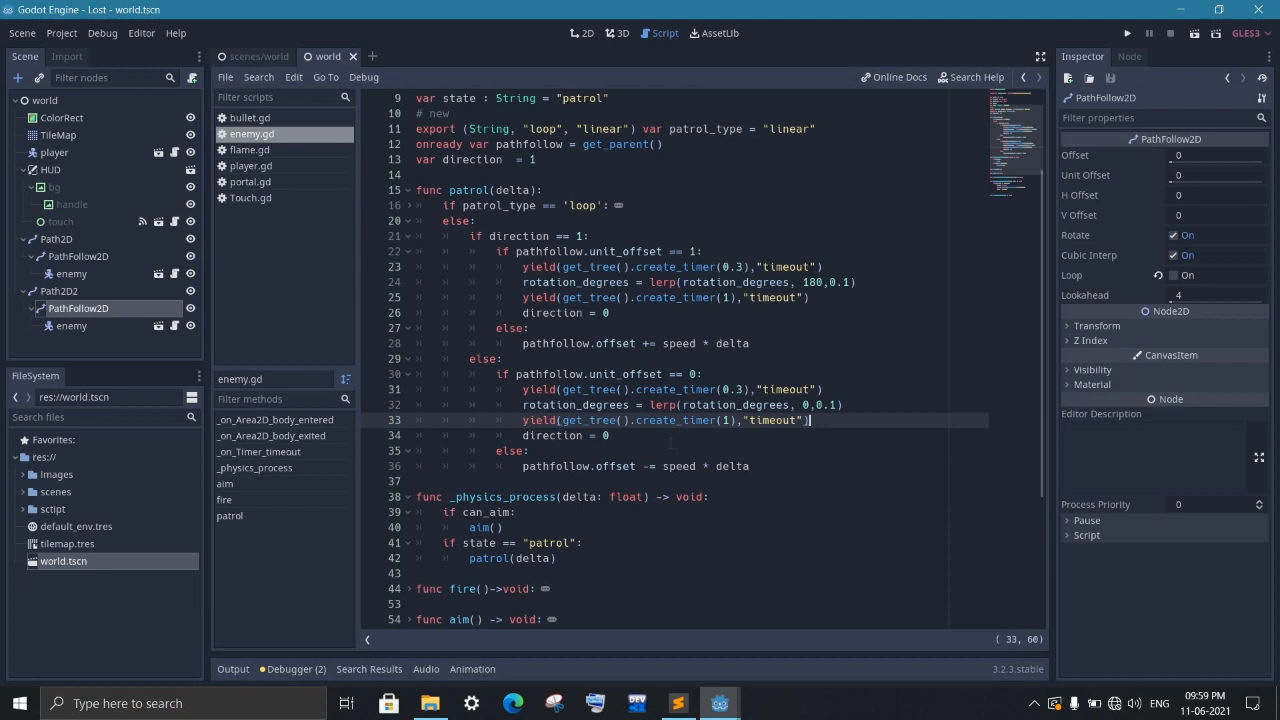 Godot Engine - Lost - world.tscn
Scene Project Debug Editor Help
2D 3D Script AssetLib
GLES3
Scene Import
Filter nodes
world
ColorRect
TileMap
player
HUD
bg
handle
touch
Path2D
PathFollow2D
enemy
Path2D2
PathFollow2D
enemy
FileSystem
res://world.tscn
Search files
Favorites:
res://
Images
scenes
sctipt
default_env.tres
tilemap.tres
world.tscn
scenes/world
world
File Search Edit Go To Debug
Online Docs Search Help
Filter scripts
bullet.gd
enemy.gd
flame.gd
player.gd
portal.gd
Touch.gd
enemy.gd
Filter methods
_on_Area2D_body_entered
_on_Area2D_body_exited
_on_Timer_timeout
_physics_process
aim
fire
patrol
9 var state : String = "patrol"
10 # new
11 export (String, "loop", "linear") var patrol_type = "linear"
12 onready var pathfollow = get_parent()
13 var direction  = 1
14
15 func patrol(delta):
16 if patrol_type == 'loop':
20 else:
21 if direction == 1:
22 if pathfollow.unit_offset == 1:
23 yield(get_tree().create_timer(0.3),"timeout")
24 rotation_degrees = lerp(rotation_degrees, 180,0.1)
25 yield(get_tree().create_timer(1),"timeout")
26 direction = 0
27 else:
28 pathfollow.offset += speed * delta
29 else:
30 if pathfollow.unit_offset == 0:
31 yield(get_tree().create_timer(0.3),"timeout")
32 rotation_degrees = lerp(rotation_degrees, 0,0.1)
33 yield(get_tree().create_timer(1),"timeout")
34 direction = 0
35 else:
36 pathfollow.offset -= speed * delta
37
38 func _physics_process(delta: float) -> void:
39 if can_aim:
40 aim()
41 if state == "patrol":
42 patrol(delta)
43
44 func fire()->void:
53
54 func aim() -> void:
( 33, 60)
Output Debugger (2) Search Results Audio Animation
3.2.3.stable
Inspector Node
PathFollow2D
Filter properties
PathFollow2D
Offset 0
Unit Offset 0
H Offset 0
V Offset 0
Rotate On
Cubic Interp On
Loop On
Lookahead 4
Node2D
Transform
Z Index
CanvasItem
Visibility
Material
Node
Editor Description
Process Priority 0
Pause
Script
Type here to search
DEV
ENG
09:59 PM
11-06-2021